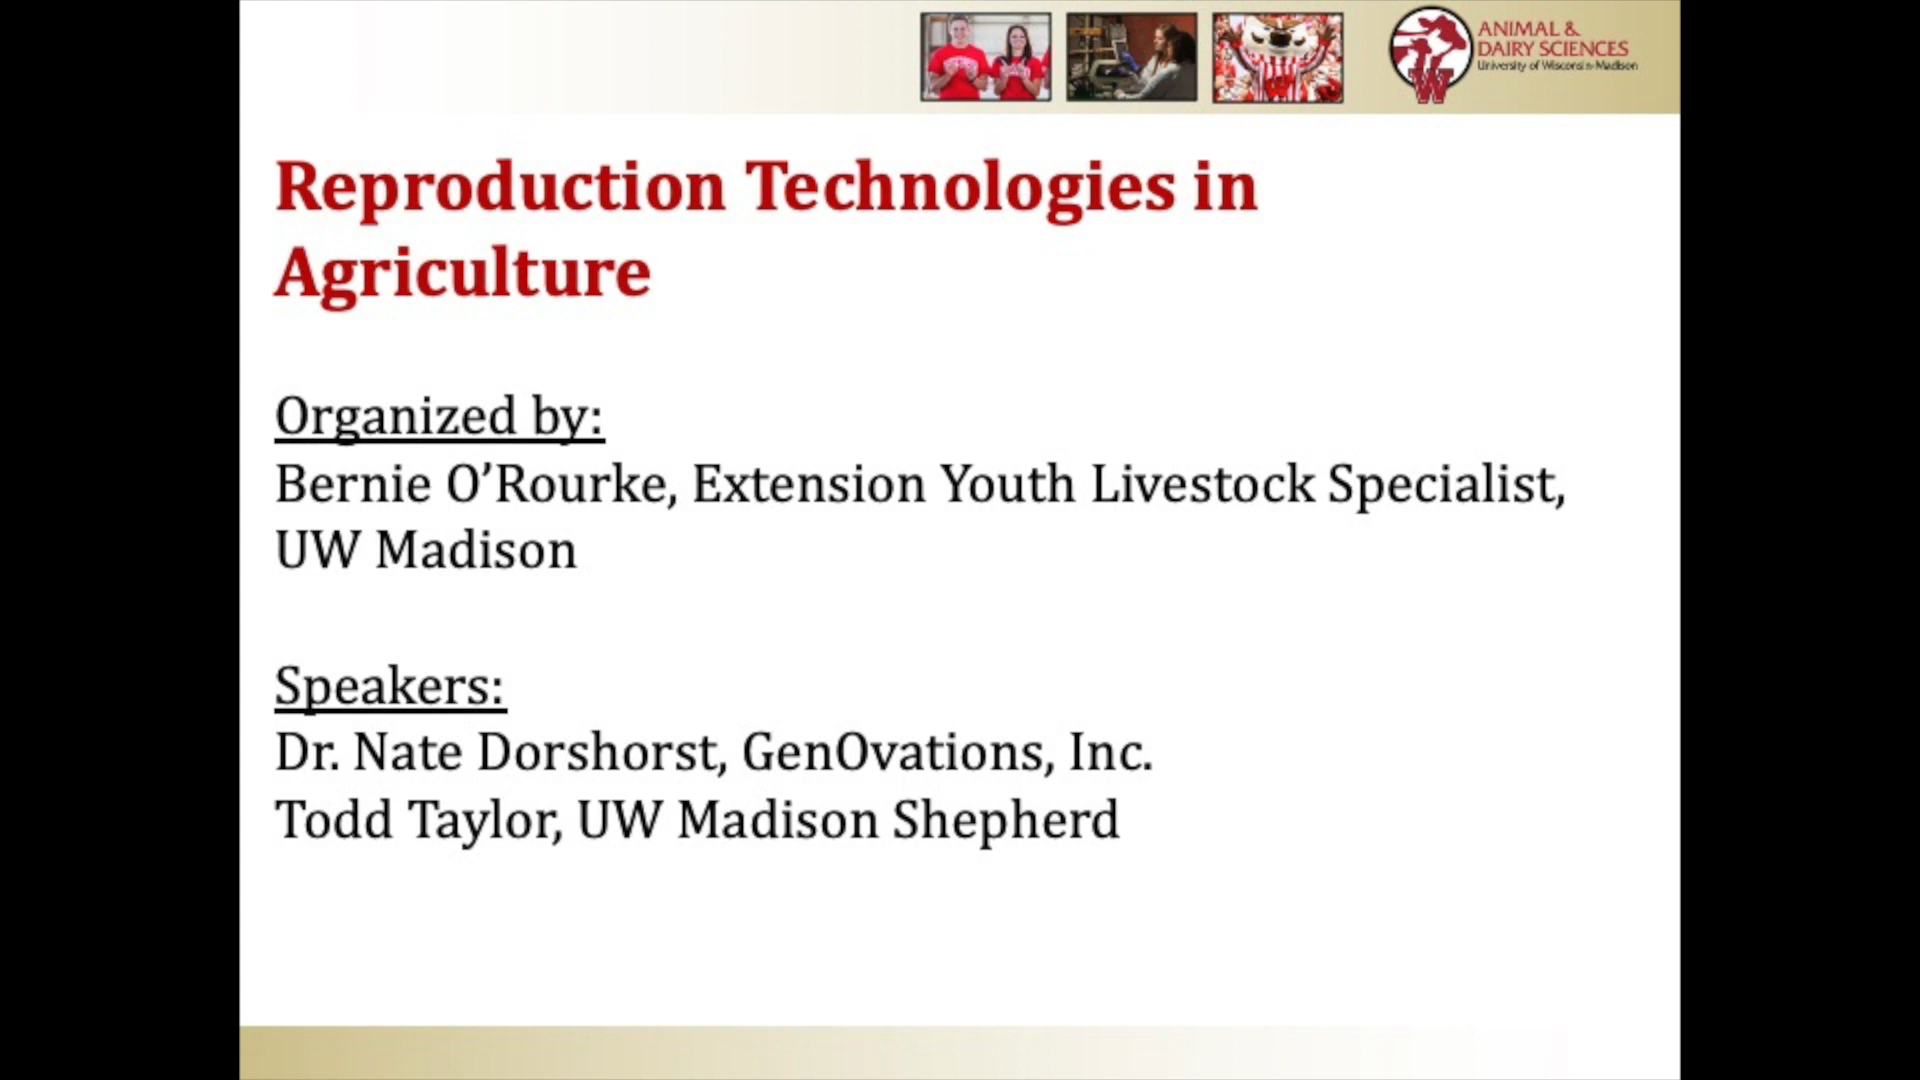 ANIMAL &
DAIRY SCIENCES
University of Wisconsin-Madison
Reproduction Technologies in
Agriculture
Organized by:
Bernie O’Rourke, Extension Youth Livestock Specialist,
UW Madison
Speakers:
Dr. Nate Dorshorst, GenOvations, Inc.
Todd Taylor, UW Madison Shepherd